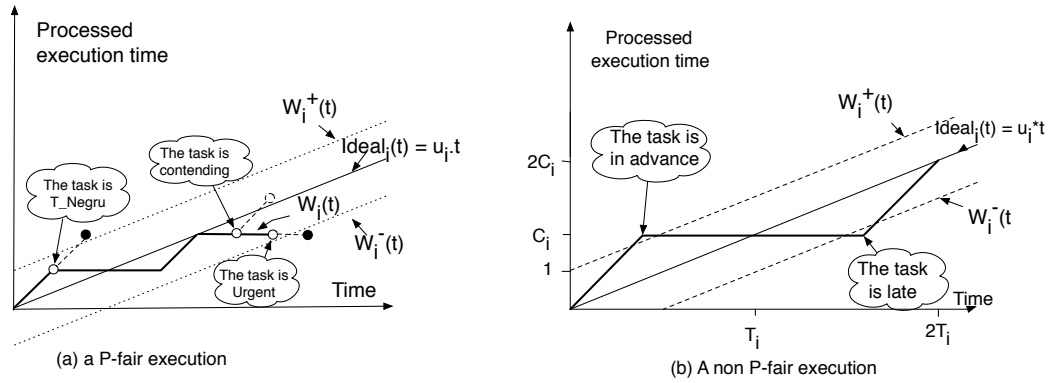 Processed
execution time
W_i^+(t)
Ideal_i(t) = u_i.t
The task is
contending
The task is
T_Negru
W_i(t)
W_i^-(t)
The task is
Urgent
Time
(a) a P-fair execution
Processed
execution time
W_i^+(t)
Ideal_i(t) = u_i*t
The task is
in advance
2C_i
W_i^-(t
C_i
1
The task
is late
Time
T_i
2T_i
(b) A non P-fair execution